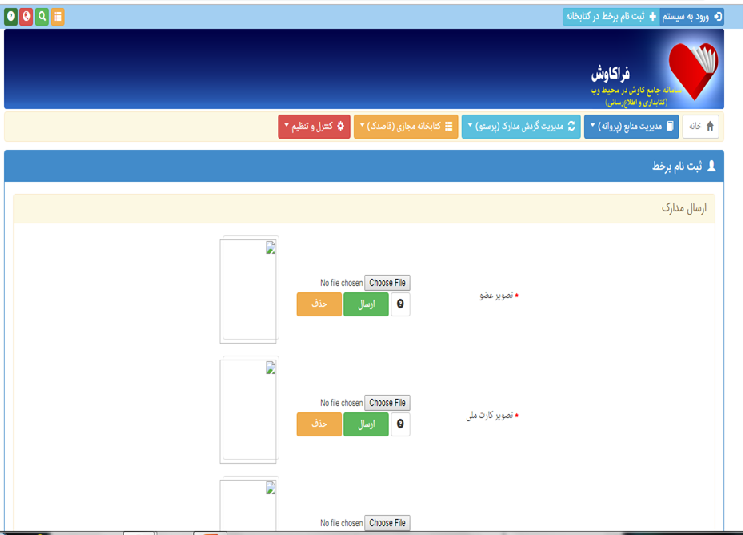 ورود به سیستم ثبت نام برخط در کتابخانه
فراکاوش
سامانه جامع کاوش در محیط وب
(کتابداری و اطلاع‌رسانی)
خانه مدیریت منابع (پروانه) مدیریت گردش مدارک (پرستو) کتابخانه مجازی (قاصدک) کنترل و تنظیم
ثبت نام برخط
ارسال مدارک
• تصویر عضو
Choose File No file chosen
ارسال حذف
• تصویر کارت ملی
Choose File No file chosen
ارسال حذف
Choose File No file chosen